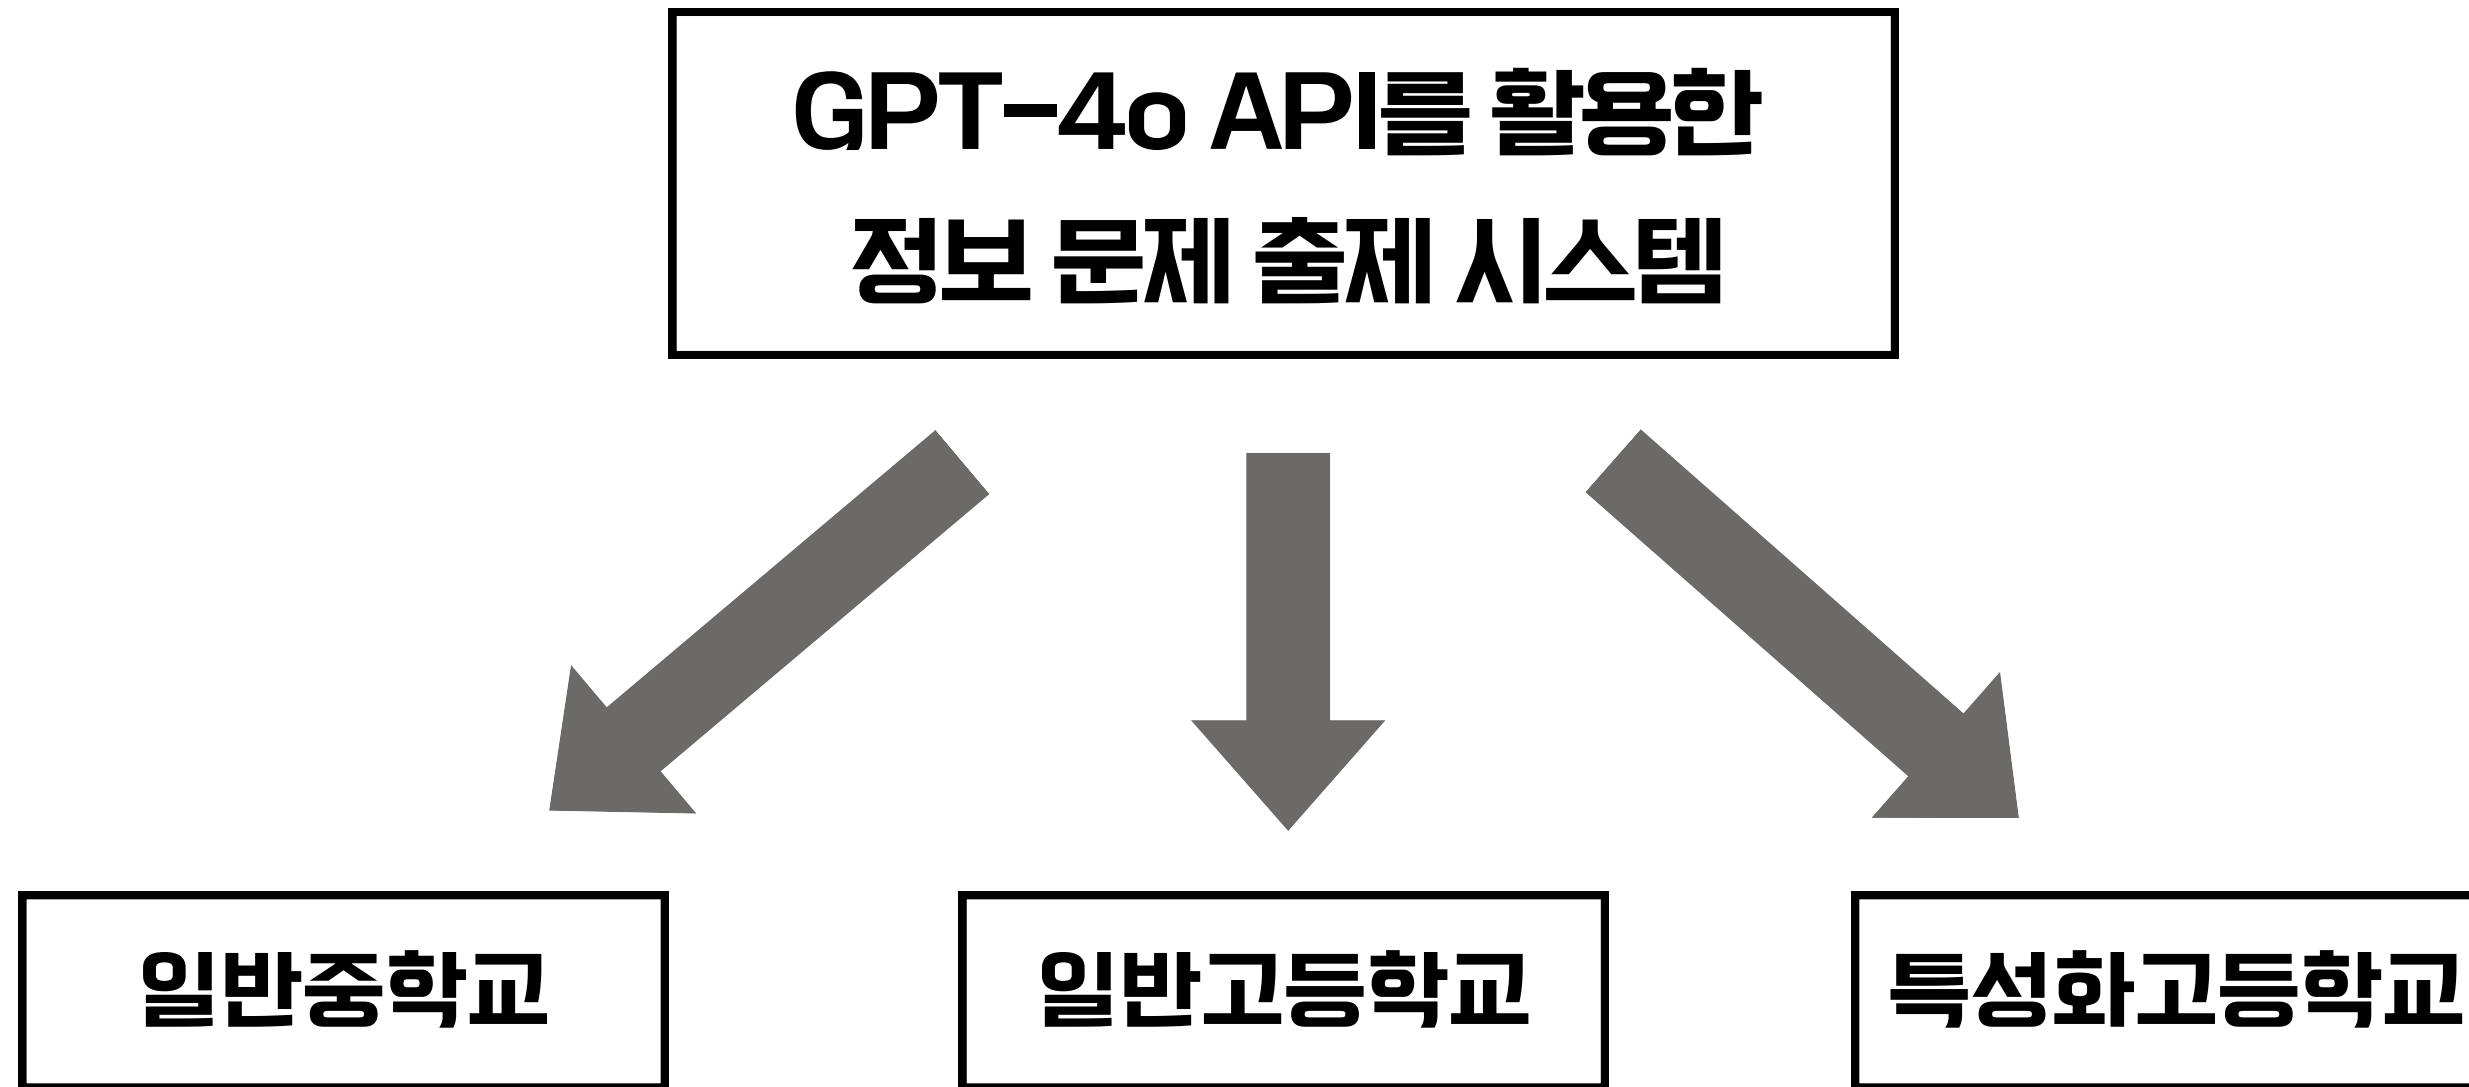 GPT-4o API를 활용한
정보 문제 출제 시스템
일반중학교
일반고등학교
특성화고등학교